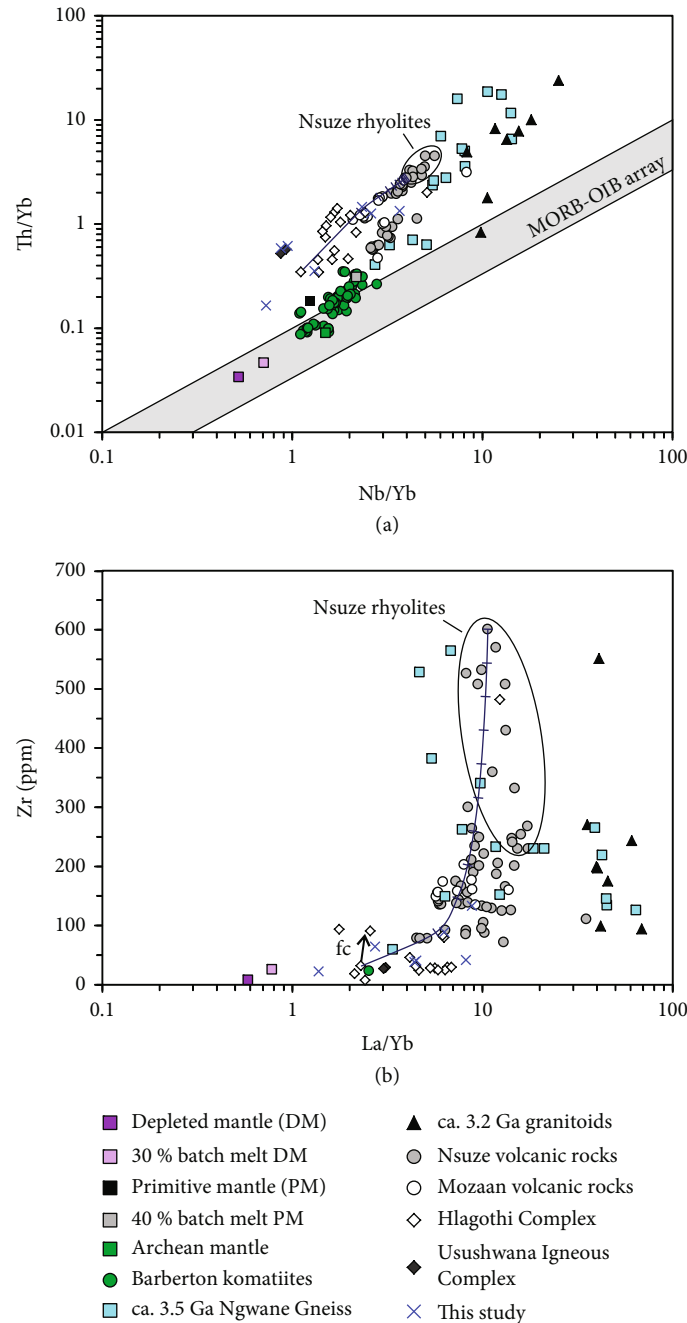 100
10
1
0.1
0.01
Th/Yb
Nsuze rhyolites
MORB-OIB array
0.1 1 10 100
Nb/Yb
(a)
700
600
500
400
300
200
100
0
Zr (ppm)
Nsuze rhyolites
fc
0.1 1 10 100
La/Yb
(b)
Depleted mantle (DM)
30 % batch melt DM
Primitive mantle (PM)
40 % batch melt PM
Archean mantle
Barberton komatiites
ca. 3.5 Ga Ngwane Gneiss
ca. 3.2 Ga granitoids
Nsuze volcanic rocks
Mozaan volcanic rocks
Hlagothi Complex
Usushwana Igneous
Complex
This study